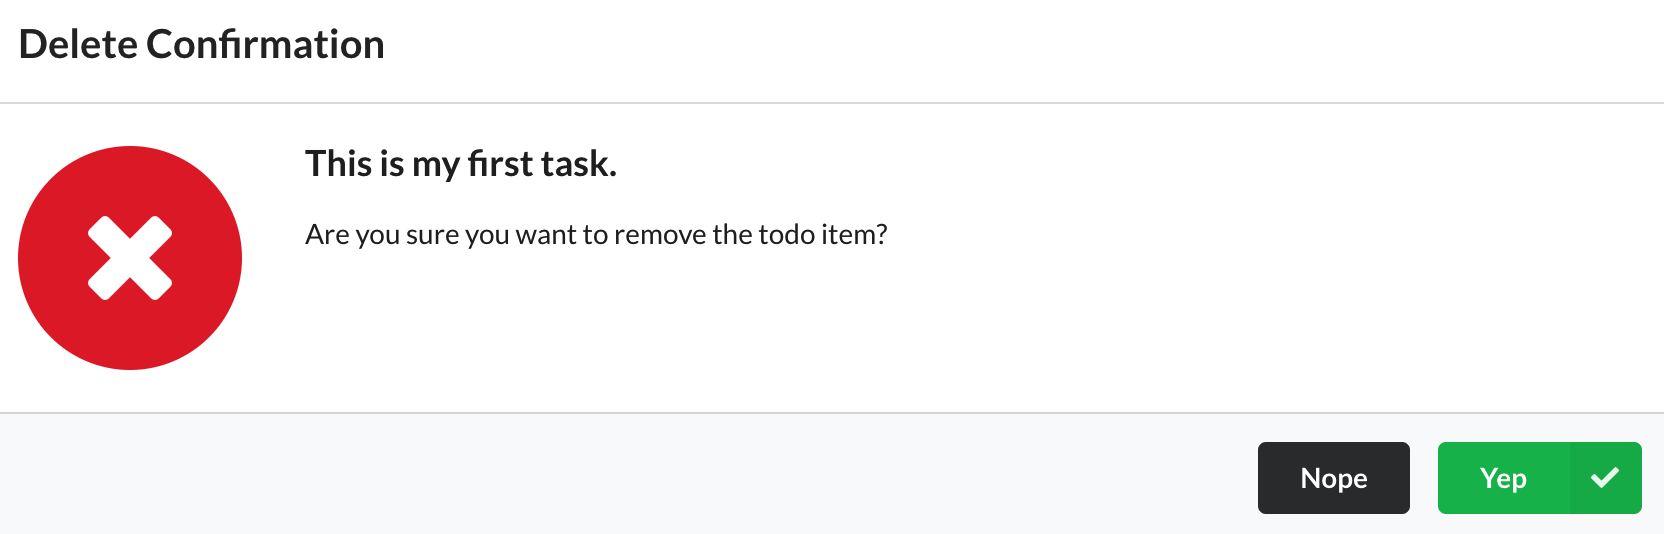 Delete Confirmation
This is my first task.
Are you sure you want to remove the todo item?
Nope
Yep